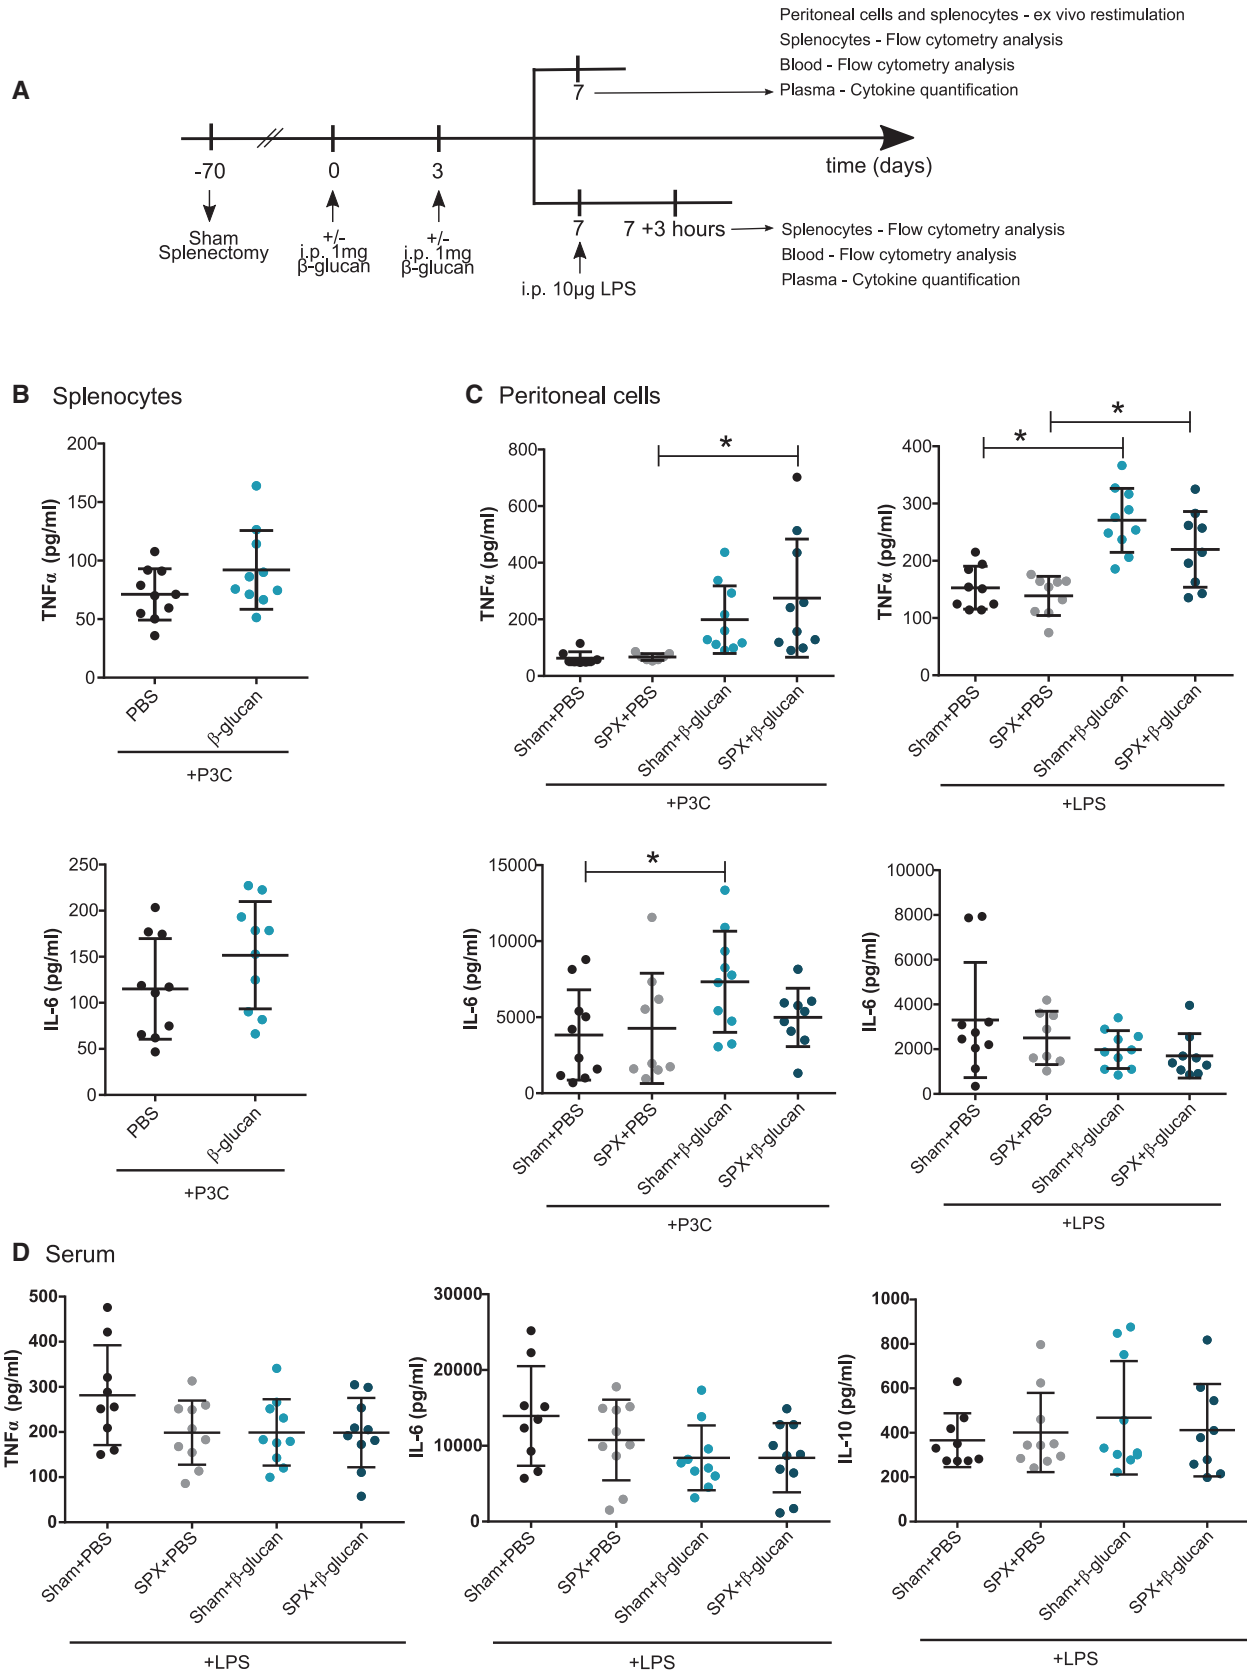 A
Peritoneal cells and splenocytes - ex vivo restimulation
Splenocytes - Flow cytometry analysis
Blood - Flow cytometry analysis
Plasma - Cytokine quantification
7
-70
0
3
time (days)
Sham
Splenectomy
+/-
i.p. 1mg
β-glucan
+/-
i.p. 1mg
β-glucan
7
7 +3 hours
i.p. 10µg LPS
Splenocytes - Flow cytometry analysis
Blood - Flow cytometry analysis
Plasma - Cytokine quantification
B Splenocytes
TNFα (pg/ml)
200
150
100
50
0
PBS
β-glucan
+P3C
IL-6 (pg/ml)
250
200
150
100
50
0
PBS
β-glucan
+P3C
C Peritoneal cells
TNFα (pg/ml)
800
600
400
200
0
*
Sham+PBS
SPX+PBS
Sham+β-glucan
SPX+β-glucan
+P3C
TNFα (pg/ml)
400
300
200
100
0
*
*
Sham+PBS
SPX+PBS
Sham+β-glucan
SPX+β-glucan
+LPS
IL-6 (pg/ml)
15000
10000
5000
0
*
Sham+PBS
SPX+PBS
Sham+β-glucan
SPX+β-glucan
+P3C
IL-6 (pg/ml)
10000
8000
6000
4000
2000
0
Sham+PBS
SPX+PBS
Sham+β-glucan
SPX+β-glucan
+LPS
D Serum
TNFα (pg/ml)
500
400
300
200
100
0
Sham+PBS
SPX+PBS
Sham+β-glucan
SPX+β-glucan
+LPS
IL-6 (pg/ml)
30000
20000
10000
0
Sham+PBS
SPX+PBS
Sham+β-glucan
SPX+β-glucan
+LPS
IL-10 (pg/ml)
1000
800
600
400
200
0
Sham+PBS
SPX+PBS
Sham+β-glucan
SPX+β-glucan
+LPS